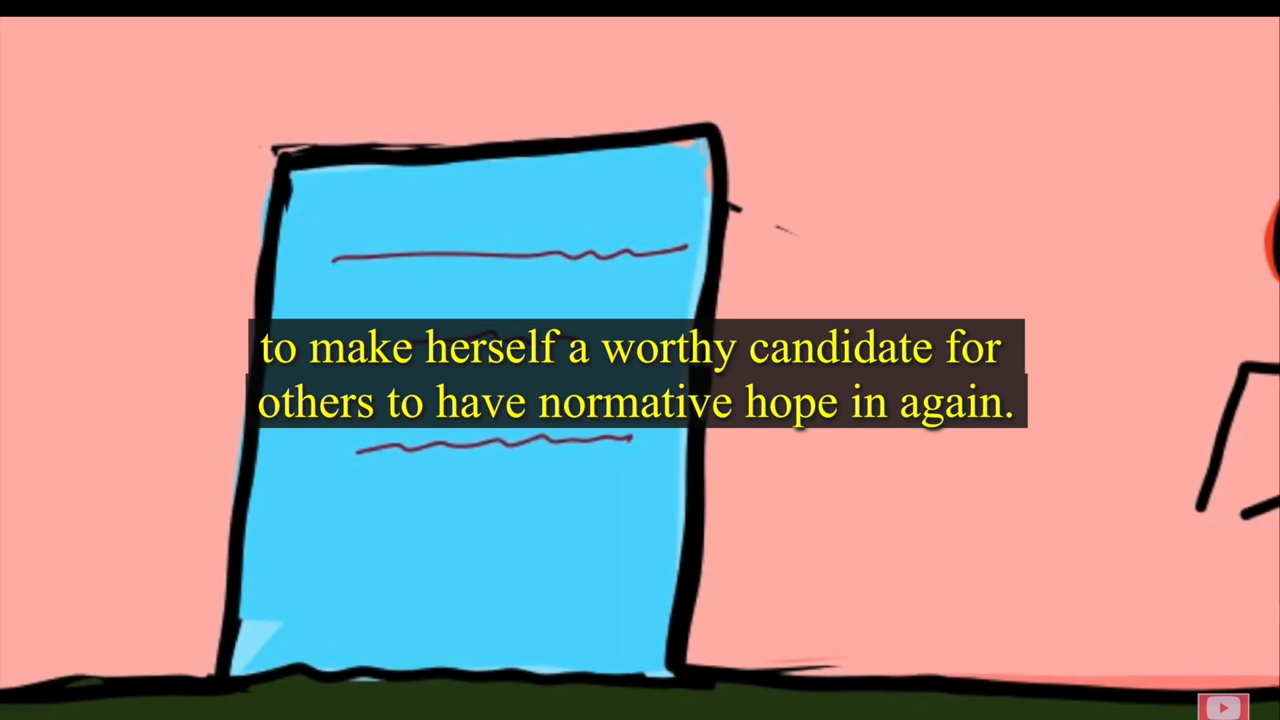 to make herself a worthy candidate for
others to have normative hope in again.